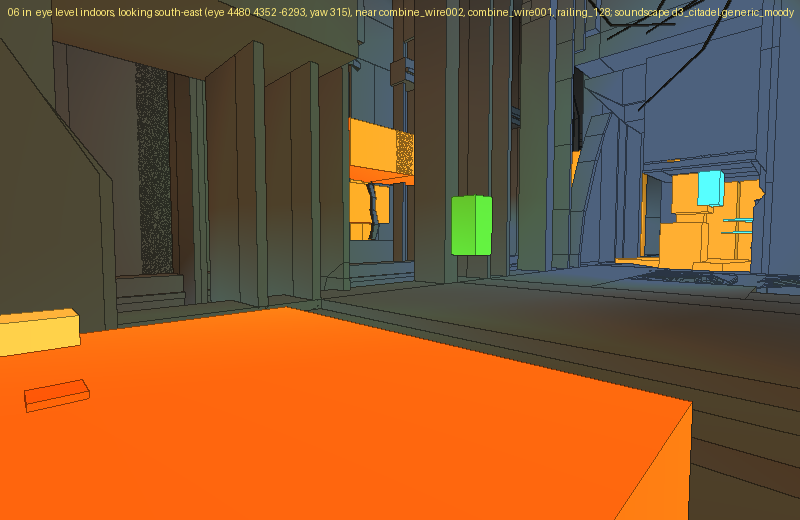 06 in  eye level indoors, looking south-east (eye 4480 4352 -6293, yaw 315), near combine_wire002, combine_wire001, railing_128; soundscape d3_citadel.generic_moody